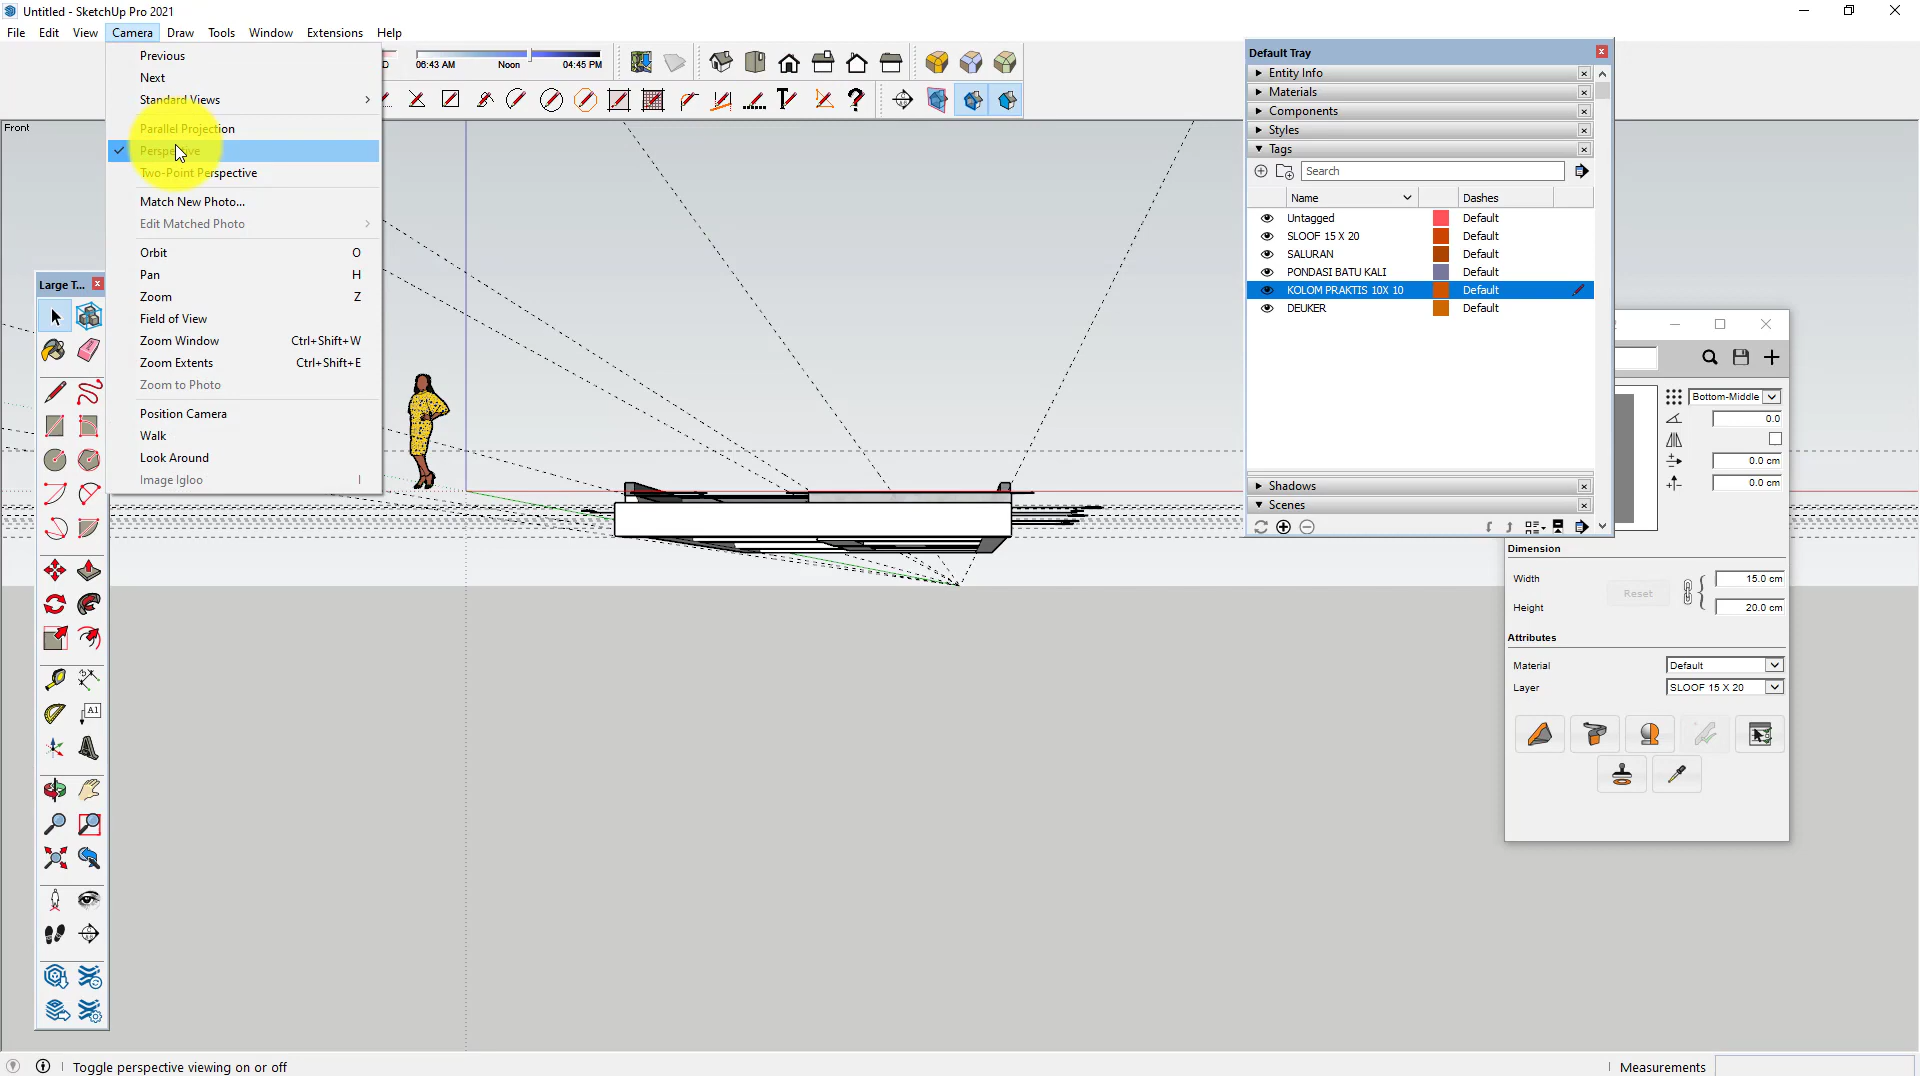 Untitled - SketchUp Pro 2021
File Edit View Camera Draw Tools Window Extensions Help
Previous
Next
Standard Views
Parallel Projection
Perspective
Two-Point Perspective
Match New Photo...
Edit Matched Photo
Orbit O
Pan H
Zoom Z
Field of View
Zoom Window Ctrl+Shift+W
Zoom Extents Ctrl+Shift+E
Zoom to Photo
Position Camera
Walk
Look Around
Image Igloo I
D
06:43 AM Noon 04:45 PM
Front
Large T...
A1
Default Tray
Entity Info
Materials
Components
Styles
Tags
Search
Name Dashes
Untagged Default
SLOOF 15 X 20 Default
SALURAN Default
PONDASI BATU KALI Default
KOLOM PRAKTIS 10X 10 Default
DEUKER Default
Shadows
Scenes
Bottom-Middle
0.0
0.0 cm
0.0 cm
Dimension
Width 15.0 cm
Reset
Height 20.0 cm
Attributes
Material Default
Layer SLOOF 15 X 20
Toggle perspective viewing on or off
Measurements